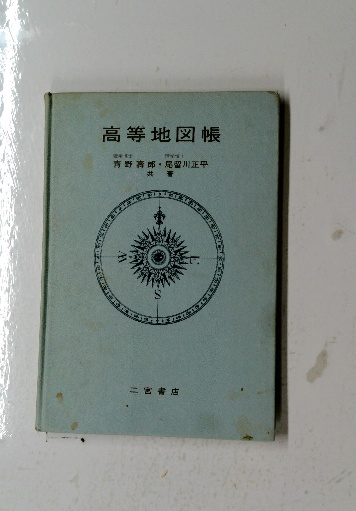 高等地図帳
青野壽郎・尾留川正平
共著
W E
S
二宮書店